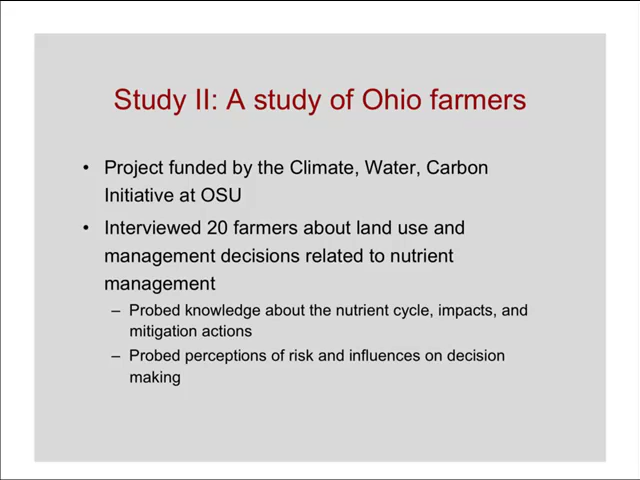 Study II: A study of Ohio farmers
• Project funded by the Climate, Water, Carbon
Initiative at OSU
• Interviewed 20 farmers about land use and
management decisions related to nutrient
management
– Probed knowledge about the nutrient cycle, impacts, and
mitigation actions
– Probed perceptions of risk and influences on decision
making